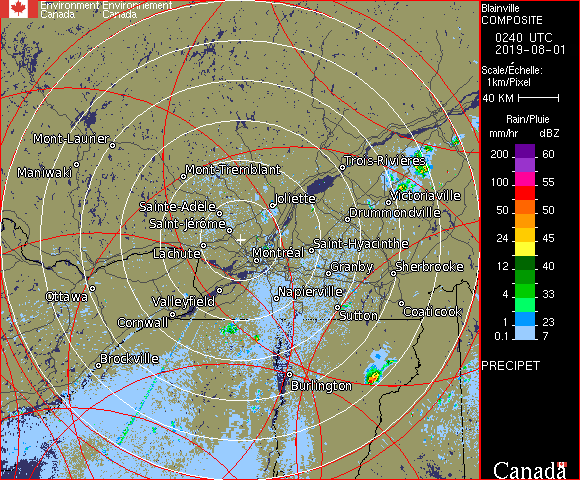 Environment Environnement
Canada Canada
Blainville
COMPOSITE
0240 UTC
2019-08-01
Scale/Échelle:
1km/Pixel
40 KM
Rain/Pluie
mm/hr dBZ
200 60
100 55
50 50
24 45
12 40
4 33
1 23
0.1 7
PRECIPET
Mont-Laurier
Maniwaki
Mont-Tremblant
Trois-Rivières
Joliette
Victoriaville
Sainte-Adele
Drummondville
Saint-Jérôme
Saint-Hyacinthe
Lachute
Montréal
Granby
Sherbrooke
Ottawa
Valleyfield
Napierville
Cornwall
Sutton
Coaticook
Brockville
Burlington
Canada